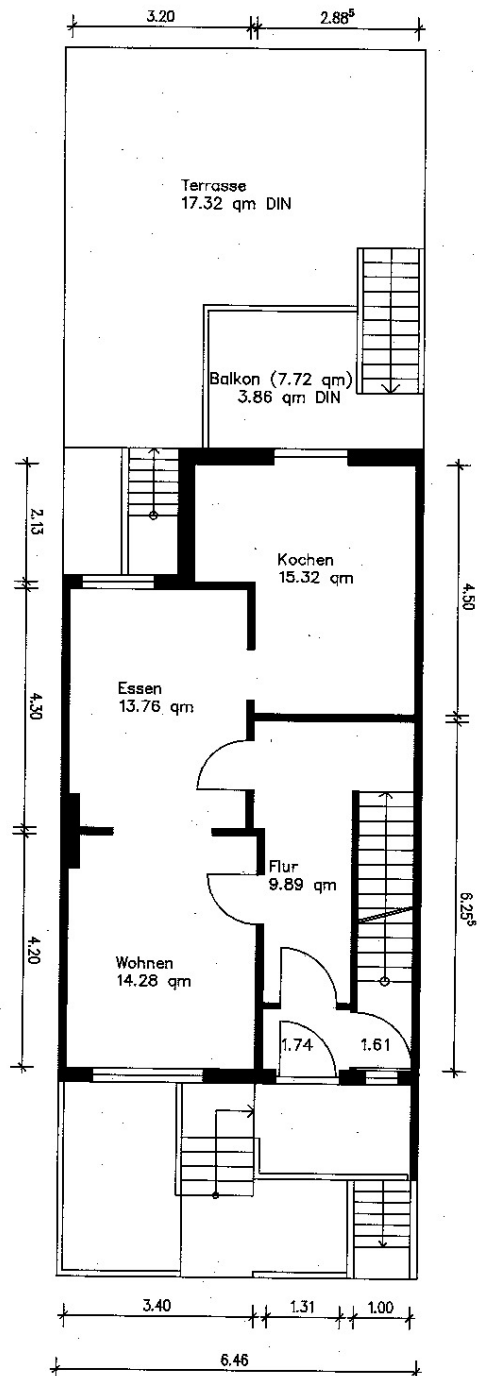 3.20
2.88⁵
Terrasse
17.32 qm DIN
Balkon (7.72 qm)
3.86 qm DIN
2.13
Kochen
15.32 qm
4.50
Essen
13.76 qm
4.30
Flur
9.89 qm
6.25⁵
4.20
Wohnen
14.28 qm
1.74
1.61
3.40
1.31
1.00
6.46